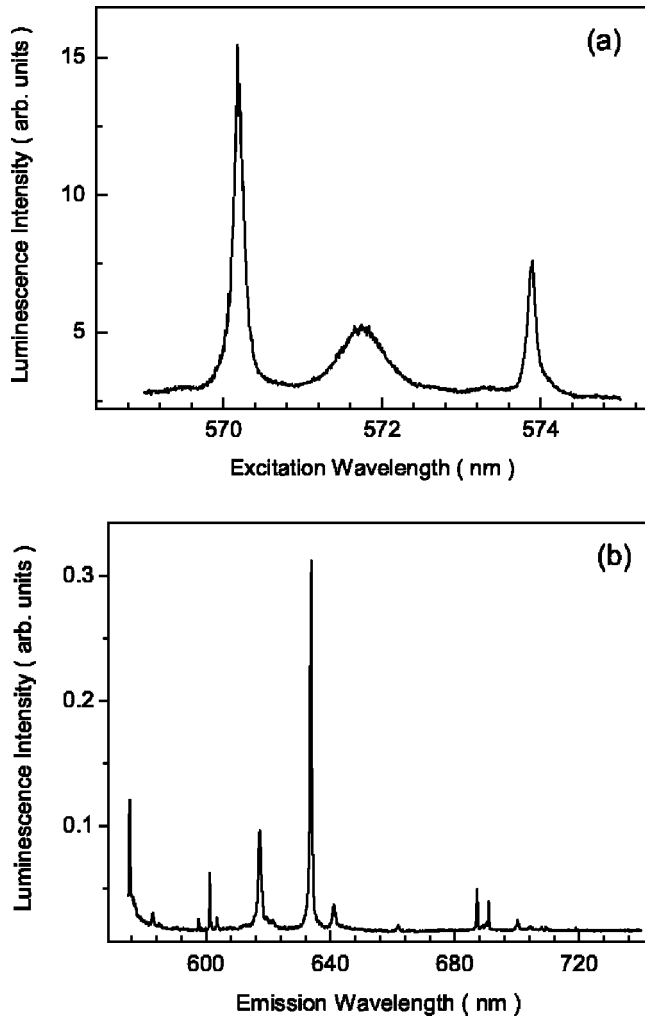 (a)
Luminescence Intensity ( arb. units )
15
10
5
570
572
574
Excitation Wavelength ( nm )
(b)
Luminescence Intensity ( arb. units )
0.3
0.2
0.1
600
640
680
720
Emission Wavelength ( nm )